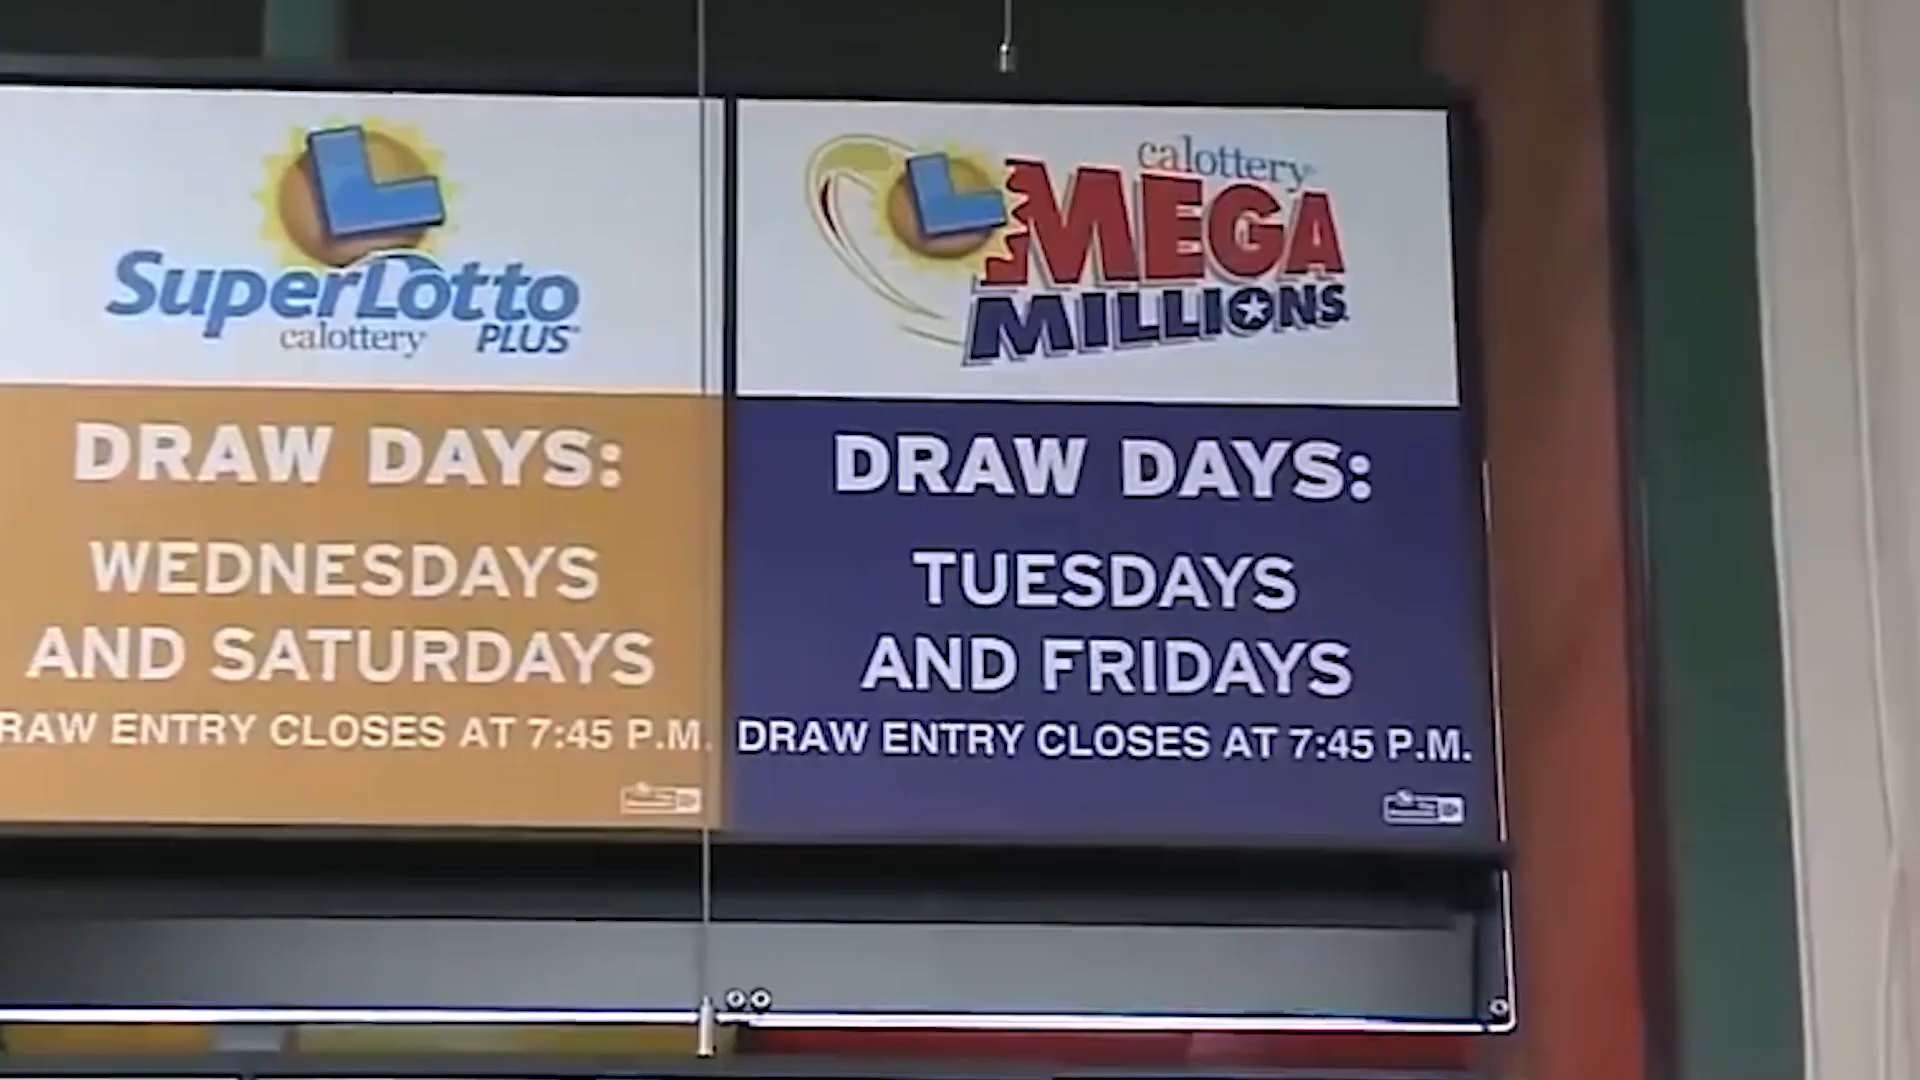 SuperLotto
calottery PLUS
DRAW DAYS:
WEDNESDAYS
AND SATURDAYS
RAW ENTRY CLOSES AT 7:45 P.M.
calottery
MEGA
MILLIONS
DRAW DAYS:
TUESDAYS
AND FRIDAYS
DRAW ENTRY CLOSES AT 7:45 P.M.